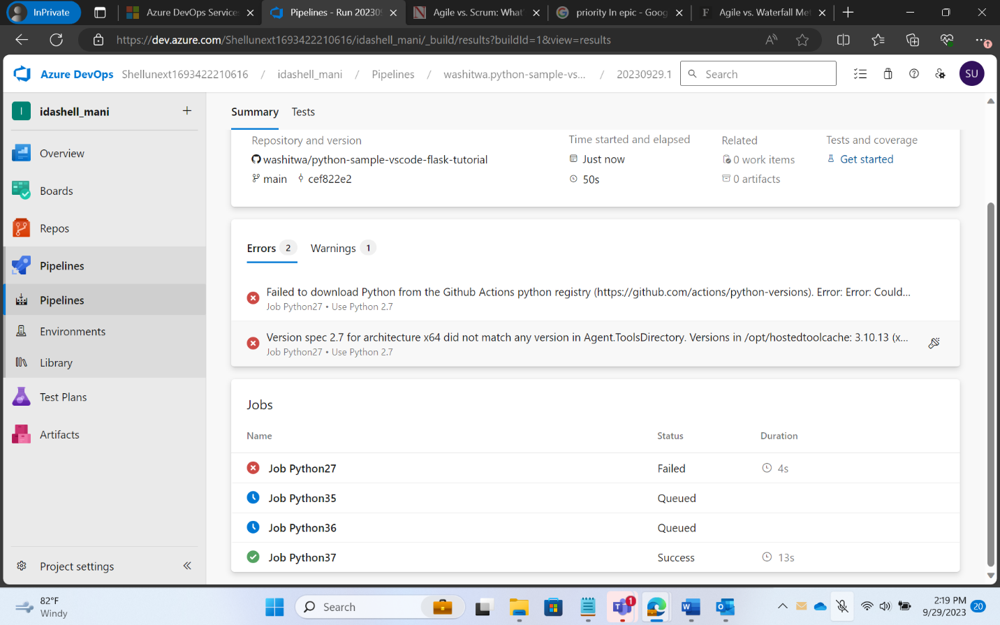 InPrivate
Azure DevOps Services
Pipelines - Run 202309
Agile vs. Scrum: What'
priority In epic - Goog
Agile vs. Waterfall Met
https://dev.azure.com/Shellunext1693422210616/idashell_mani/_build/results?buildId=1&view=results
Azure DevOps Shellunext1693422210616 / idashell_mani / Pipelines / washitwa.python-sample-vs... / 20230929.1
Search
SU
I idashell_mani
Overview
Boards
Repos
Pipelines
Pipelines
Environments
Library
Test Plans
Artifacts
Project settings
Summary Tests
Repository and version
washitwa/python-sample-vscode-flask-tutorial
main cef822e2
Time started and elapsed
Just now
50s
Related
0 work items
0 artifacts
Tests and coverage
Get started
Errors 2 Warnings 1
Failed to download Python from the Github Actions python registry (https://github.com/actions/python-versions). Error: Error: Could...
Job Python27 • Use Python 2.7
Version spec 2.7 for architecture x64 did not match any version in Agent.ToolsDirectory. Versions in /opt/hostedtoolcache: 3.10.13 (x...
Job Python27 • Use Python 2.7
Jobs
Name Status Duration
Job Python27 Failed 4s
Job Python35 Queued
Job Python36 Queued
Job Python37 Success 13s
82°F
Windy
Search
1
2:19 PM
9/29/2023
20